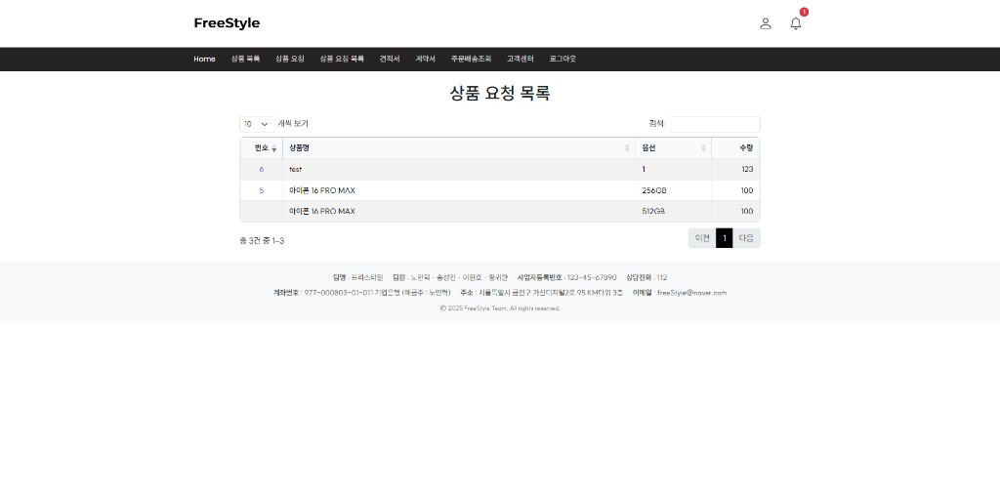 FreeStyle
1
Home 상품 목록 상품 요청 상품 요청 목록 견적서 계약서 주문배송조회 고객센터 로그아웃
상품 요청 목록
10 개씩 보기 검색:
번호 상품명 옵션 수량
6 test 1 123
5 아이폰 16 PRO MAX 256GB 100
아이폰 16 PRO MAX 512GB 100
총 3건 중 1-3 이전 1 다음
팀명 : 프리스타일 팀원 : 노민혁 · 송성인 · 이현호 · 황귀환 사업자등록번호 : 123-45-67890 상담전화 : 112
계좌번호 : 977-000803-01-011 기업은행 (예금주 : 노민혁) 주소 : 서울특별시 금천구 가산디지털2로 95 KM타워 3층 이메일 : freeStyle@naver.com
© 2025 FreeStyle Team. All rights reserved.